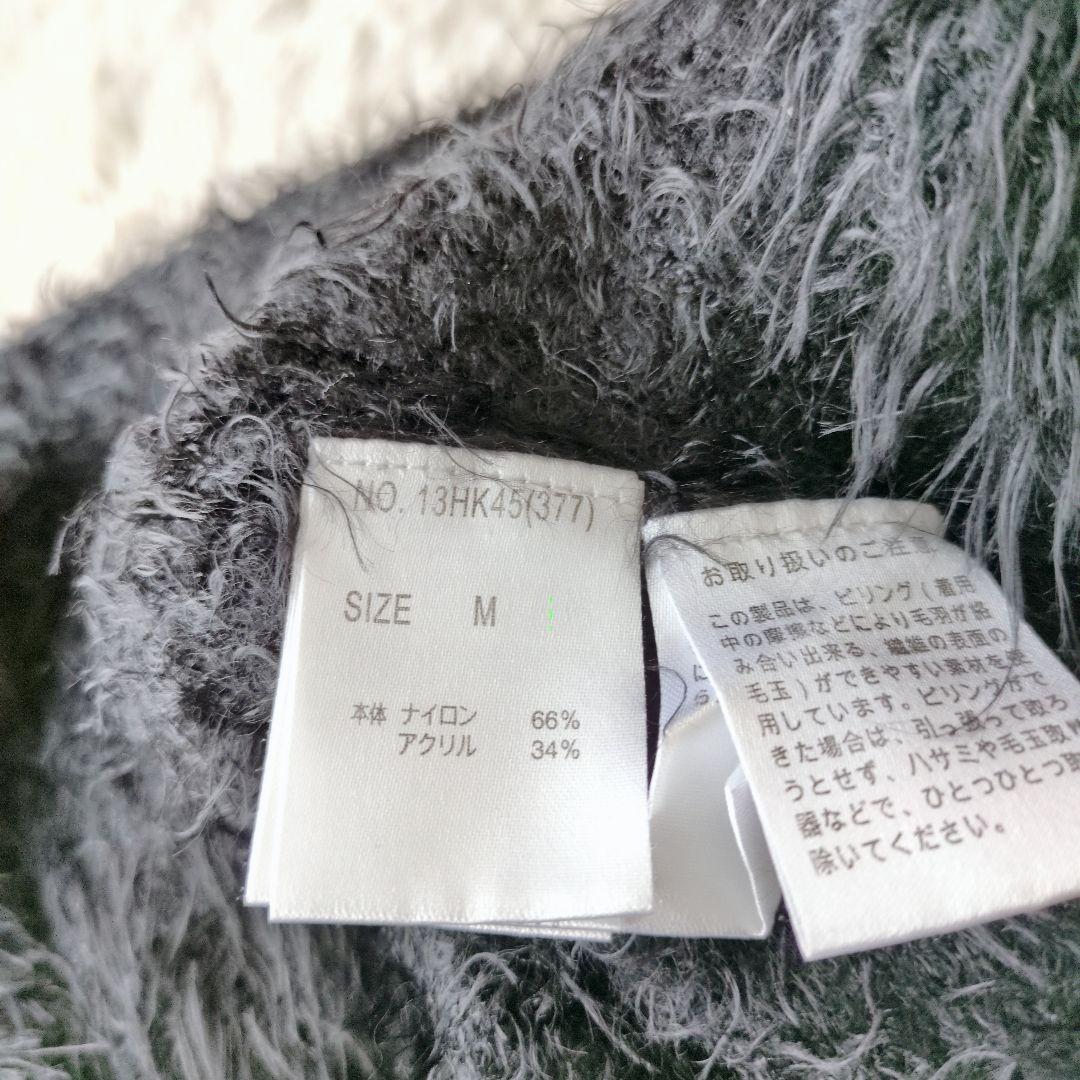 NO. 13HK45(377)
SIZE M
本体 ナイロン 66%
アクリル 34%
お取り扱いのご注意
この製品は、ピリング(着用
中の摩擦などにより毛羽が絡
み合い出来る、繊維の表面の
毛玉)ができやすい素材を使
用しています。ピリングがで
きた場合は、引っ張って取ろ
うとせず、ハサミや毛玉取り
器などで、ひとつひとつ取
除いてください。